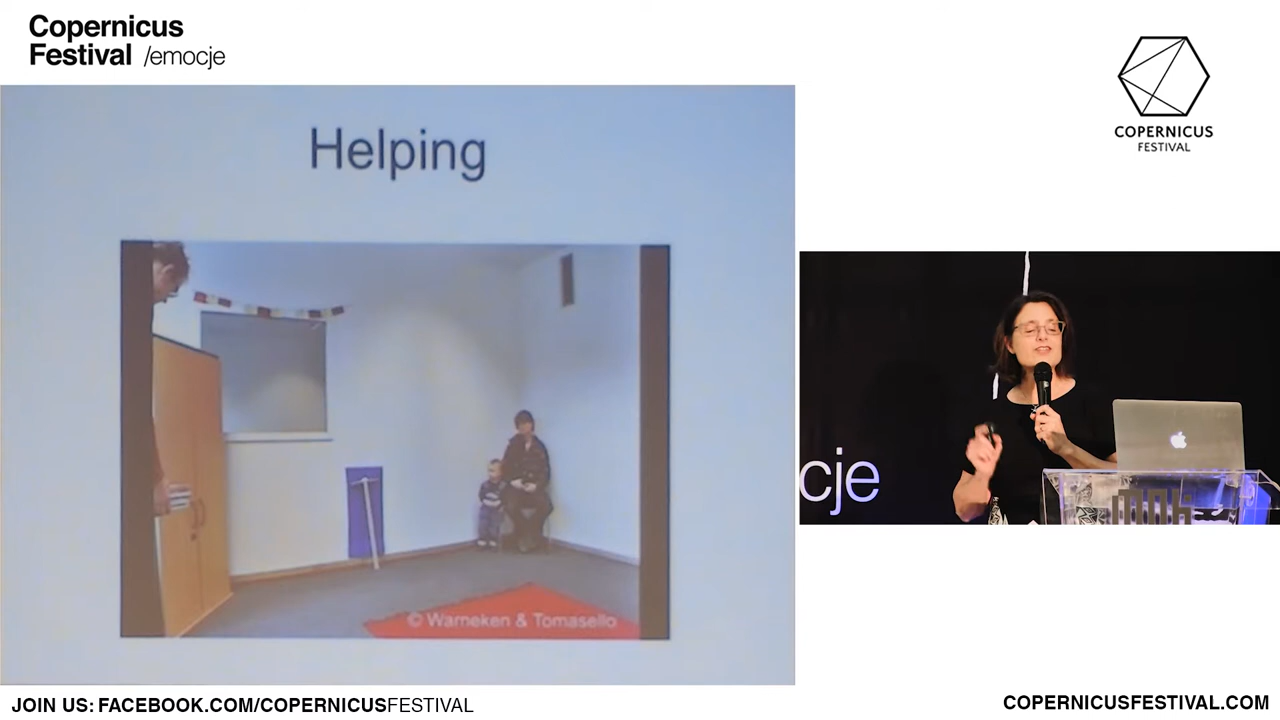 Copernicus
Festival /emocje
COPERNICUS
FESTIVAL
Helping
© Warneken & Tomasello
cje
JOIN US: FACEBOOK.COM/COPERNICUSFESTIVAL
COPERNICUSFESTIVAL.COM